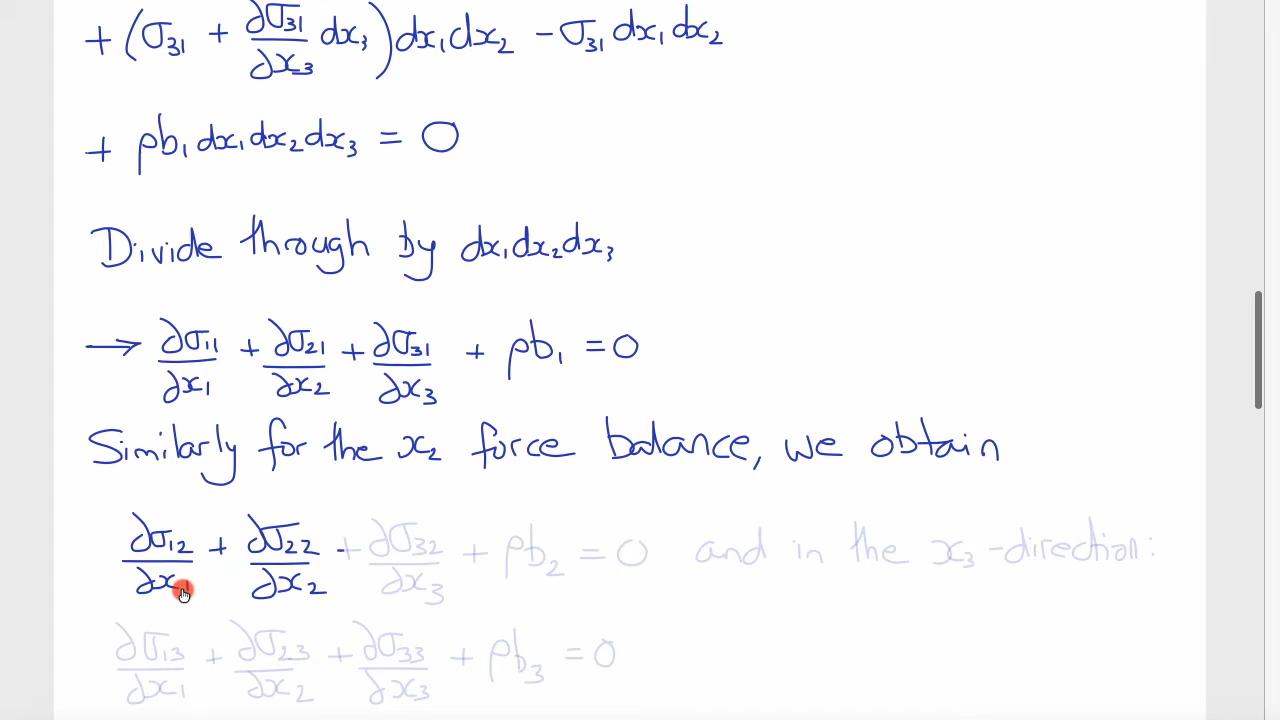 + (σ₃₁ + ∂σ₃₁/∂x₃ dx₃) dx₁dx₂ - σ₃₁ dx₁dx₂
+ ρb₁ dx₁dx₂dx₃ = 0
Divide through by dx₁dx₂dx₃
→ ∂σ₁₁/∂x₁ + ∂σ₂₁/∂x₂ + ∂σ₃₁/∂x₃ + ρb₁ = 0
Similarly for the x₂ force balance, we obtain
∂σ₁₂/∂x₁ + ∂σ₂₂/∂x₂ + ∂σ₃₂/∂x₃ + ρb₂ = 0 and in the x₃-direction:
∂σ₁₃/∂x₁ + ∂σ₂₃/∂x₂ + ∂σ₃₃/∂x₃ + ρb₃ = 0